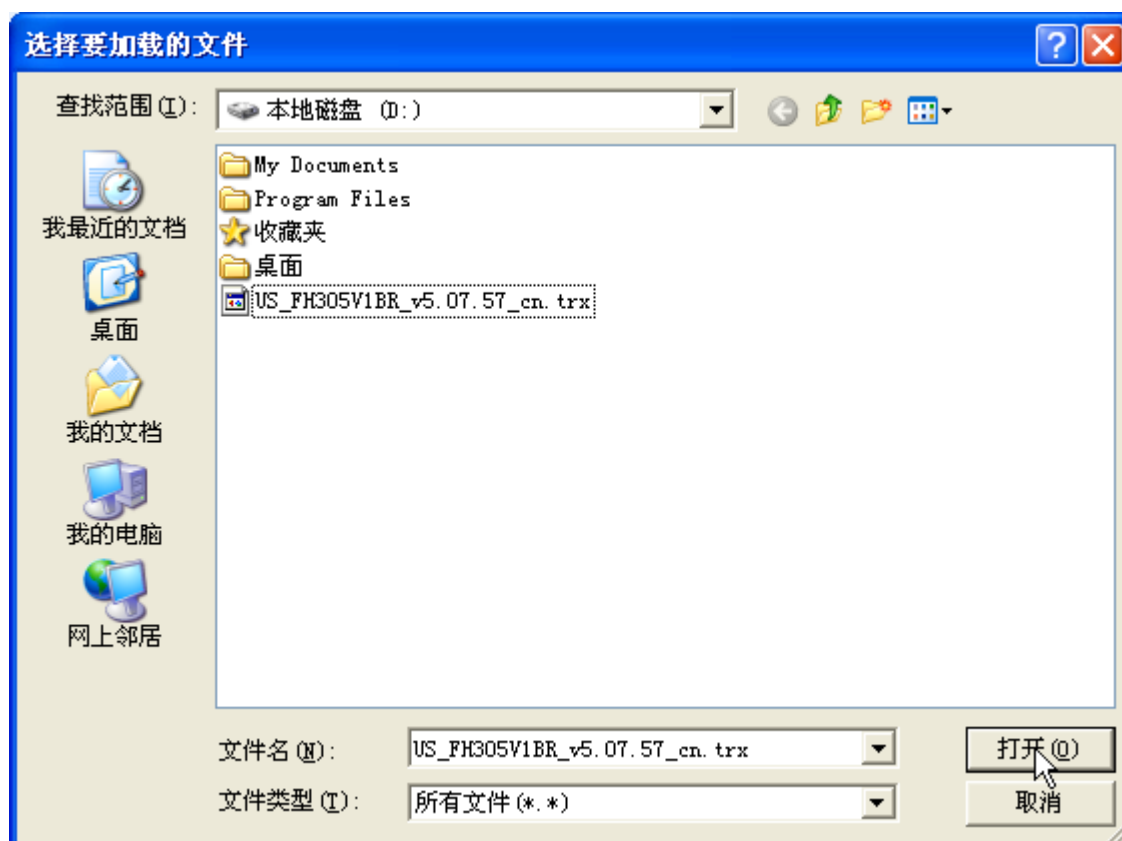 选择要加载的文件
查找范围(I):
本地磁盘 (D:)
我最近的文档
桌面
我的文档
我的电脑
网上邻居
My Documents
Program Files
收藏夹
桌面
US_FH305V1BR_v5.07.57_cn.trx
文件名(N):
US_FH305V1BR_v5.07.57_cn.trx
打开(O)
文件类型(T):
所有文件(*.*)
取消